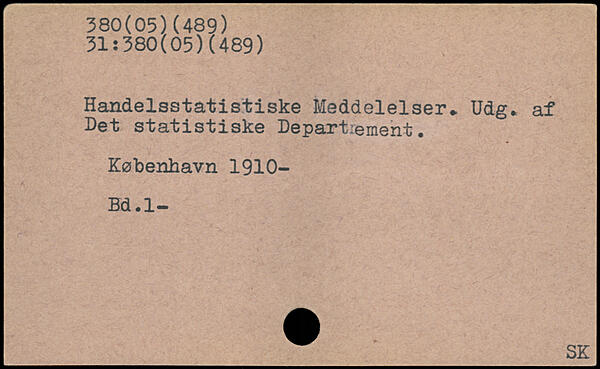 380(05)(489)
31:380(05)(489)
Handelsstatistiske Meddelelser. Udg. af
Det statistiske Departement.
København 1910-
Bd.1-
SK